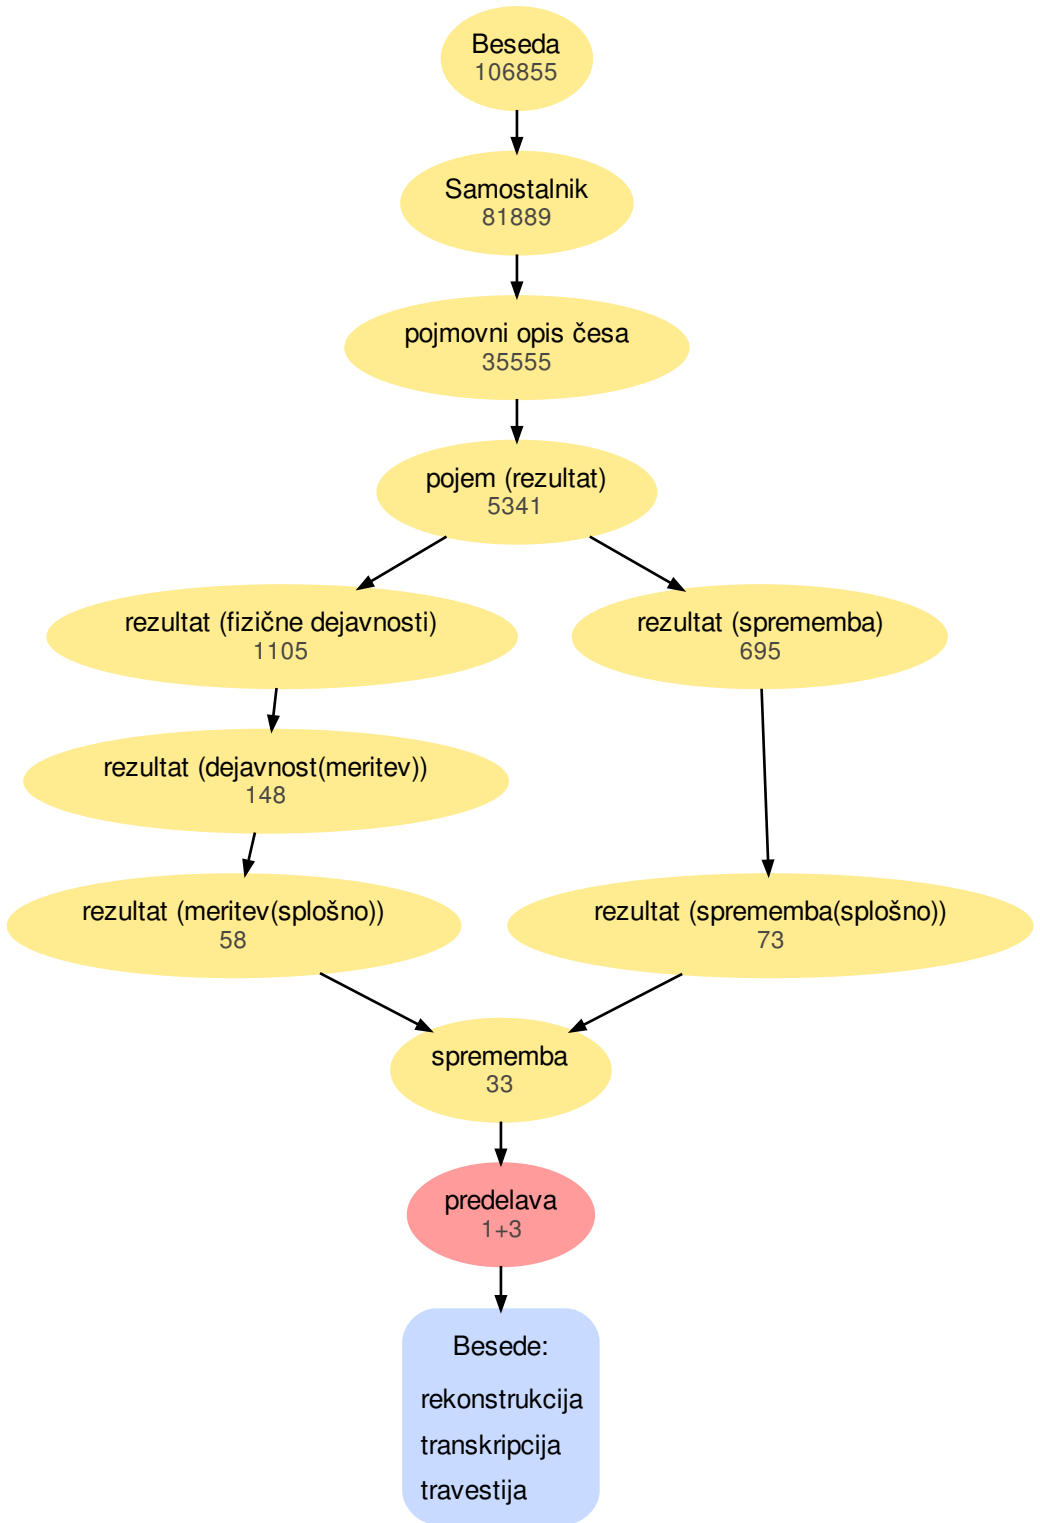 Beseda
106855
Samostalnik
81889
pojmovni opis česa
35555
pojem (rezultat)
5341
rezultat (fizične dejavnosti)
1105
rezultat (sprememba)
695
rezultat (dejavnost(meritev))
148
rezultat (meritev(splošno))
58
rezultat (sprememba(splošno))
73
sprememba
33
predelava
1+3
Besede:
rekonstrukcija
transkripcija
travestija